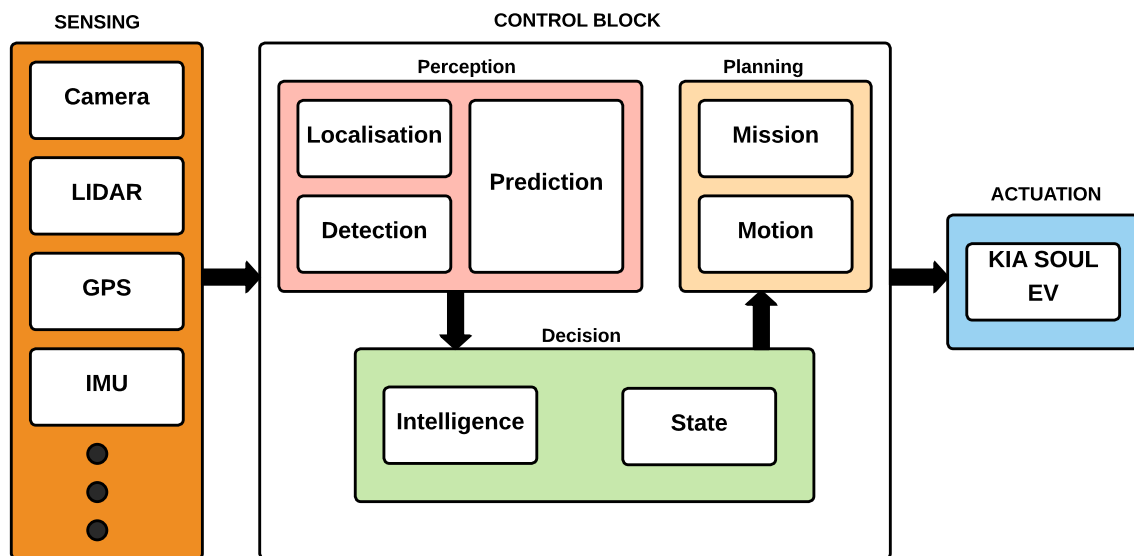 SENSING
Camera
LIDAR
GPS
IMU
CONTROL BLOCK
Perception
Localisation
Detection
Prediction
Planning
Mission
Motion
Decision
Intelligence
State
ACTUATION
KIA SOUL
EV